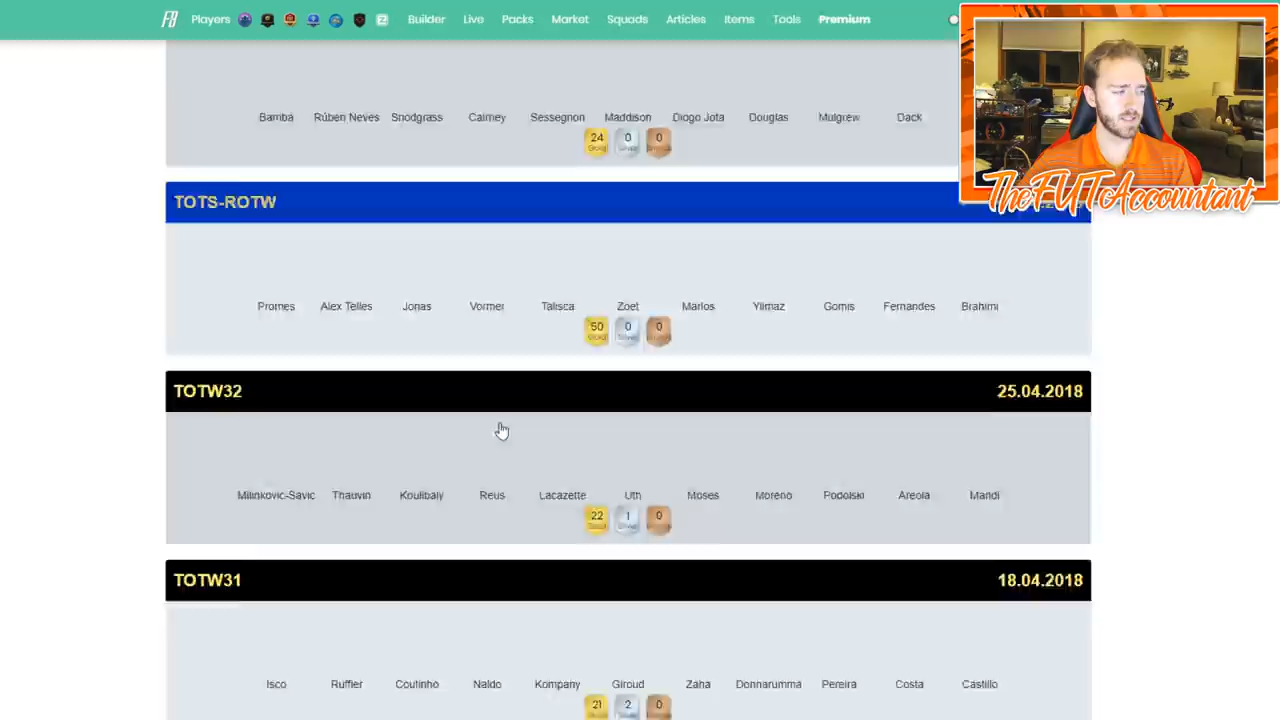 FB Players Builder Live Packs Market Squads Articles Items Tools Premium
TheFUTAccountant
Bamba Rúben Neves Snodgrass Cairney Sessegnon Maddison Diogo Jota Douglas Mulgrew Dack
24 0 0
TOTS-ROTW
Promes Alex Telles Jonas Vormer Talisca Zoet Marlos Yilmaz Gomis Fernandes Brahimi
50 0 0
TOTW32 25.04.2018
Milinkovic-Savic Thauvin Koulibaly Reus Lacazette Uth Moses Moreno Podolski Areola Mandi
22 1 0
TOTW31 18.04.2018
Isco Ruffier Coutinho Naldo Kompany Giroud Zaha Donnarumma Pereira Costa Castillo
21 2 0